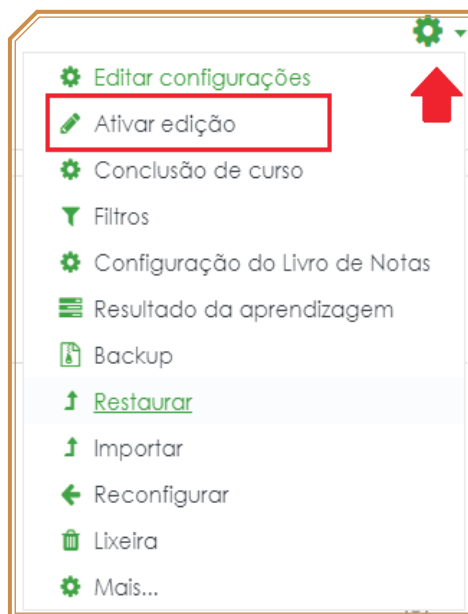 Editar configurações
Ativar edição
Conclusão de curso
Filtros
Configuração do Livro de Notas
Resultado da aprendizagem
Backup
Restaurar
Importar
Reconfigurar
Lixeira
Mais...